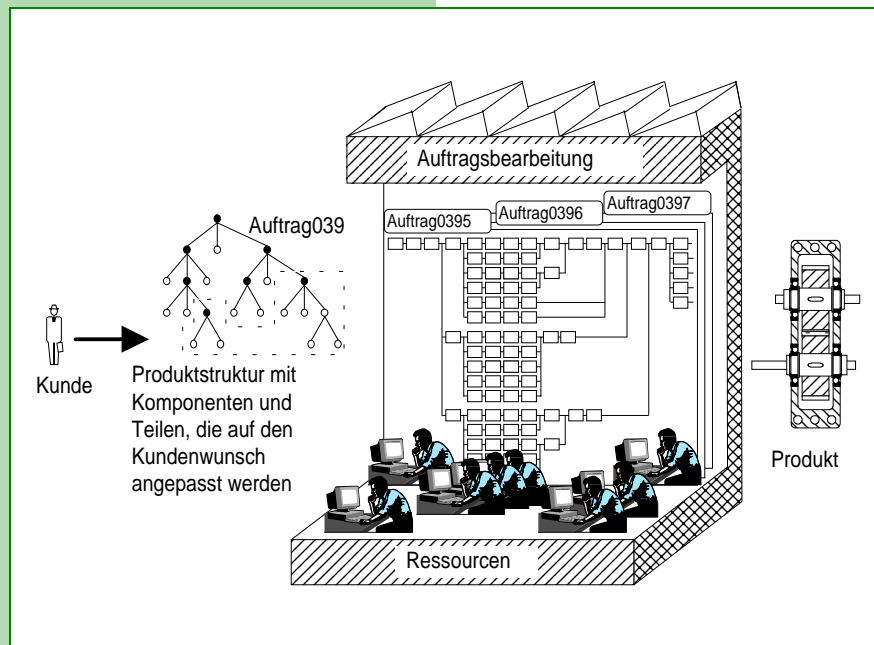 Auftragsbearbeitung
Auftrag0395
Auftrag0396
Auftrag0397
Auftrag039
Kunde
Produktstruktur mit
Komponenten und
Teilen, die auf den
Kundenwunsch
angepasst werden
Produkt
Ressourcen